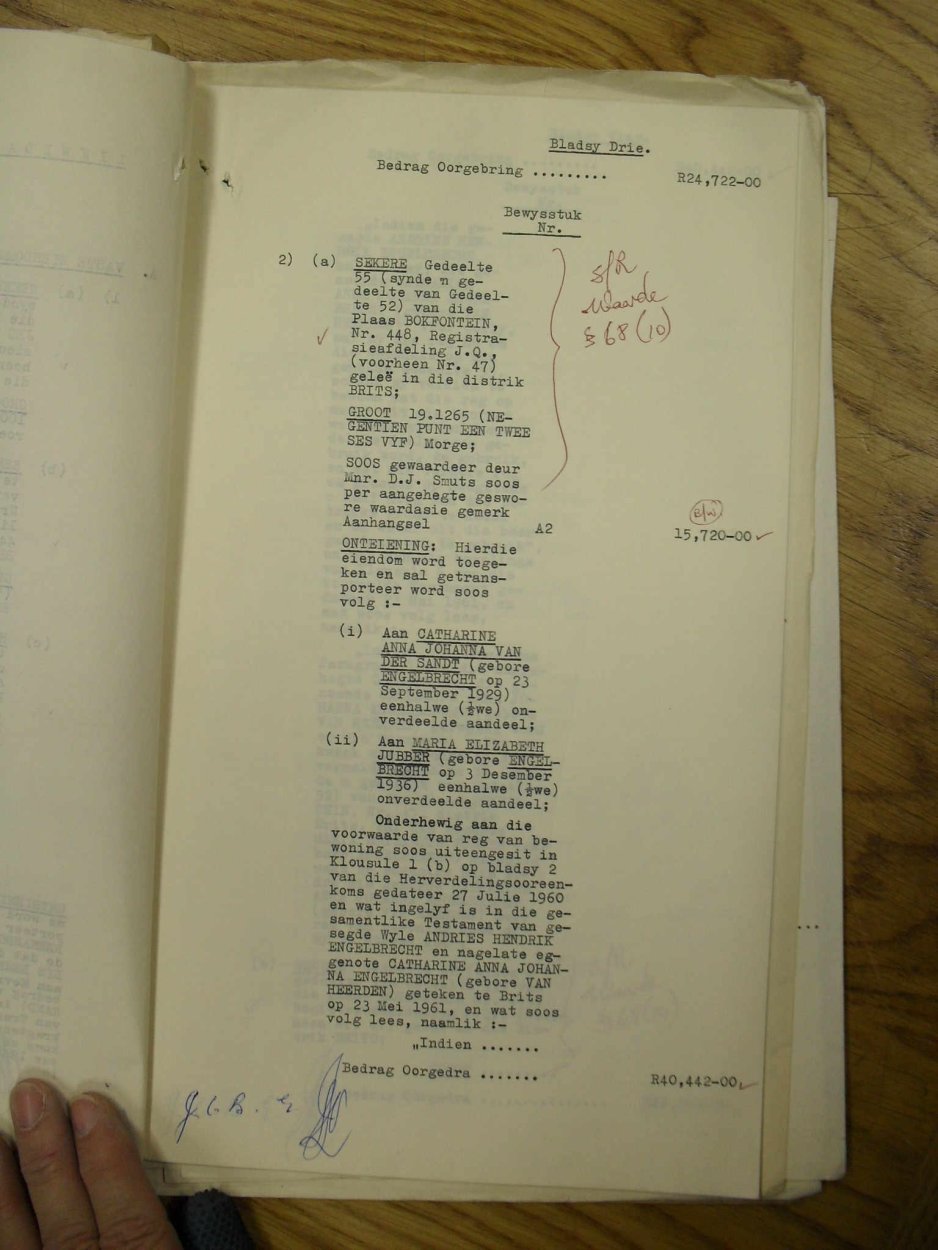 Bladsy Drie.
Bedrag Oorgebring ......... R24,722-00
Bewysstuk
Nr.
2) (a) SEKERE Gedeelte
55 (synde 'n ge-
deelte van Gedeel-
te 52) van die
Plaas BOKFONTEIN,
Nr. 448, Registra-
sieafdeling J.Q.,
(voorheen Nr. 47)
geleë in die distrik
BRITS;
Waarde
§ 68 (10)
GROOT 19.1265 (NE-
GENTIEN PUNT EEN TWEE
SES VYF) Morge;
SOOS gewaardeer deur
Mnr. D.J. Smuts soos
per aangehegte geswo-
re waardasie gemerk
Aanhangsel A2 15,720-00
ONTEIENING: Hierdie
eiendom word toege-
ken en sal getrans-
porteer word soos
volg :-
(i) Aan CATHARINE
ANNA JOHANNA VAN
DER SANDT (gebore
ENGELBRECHT op 23
September 1929)
eenhalwe (½we) on-
verdeelde aandeel;
(ii) Aan MARIA ELIZABETH
JUBBER (gebore ENGEL-
BRECHT op 3 Desember
1936) eenhalwe (½we)
onverdeelde aandeel;
Onderhewig aan die
voorwaarde van reg van be-
woning soos uiteengesit in
Klousule 1 (b) op bladsy 2
van die Herverdelingsooreen-
koms gedateer 27 Julie 1960
en wat ingelyf is in die ge-
samentlike Testament van ge-
segde Wyle ANDRIES HENDRIK
ENGELBRECHT en nagelate eg-
genote CATHARINE ANNA JOHAN-
NA ENGELBRECHT (gebore VAN
HEERDEN) geteken te Brits
op 23 Mei 1961, en wat soos
volg lees, naamlik :-
„Indien .......
Bedrag Oorgedra ....... R40,442-00